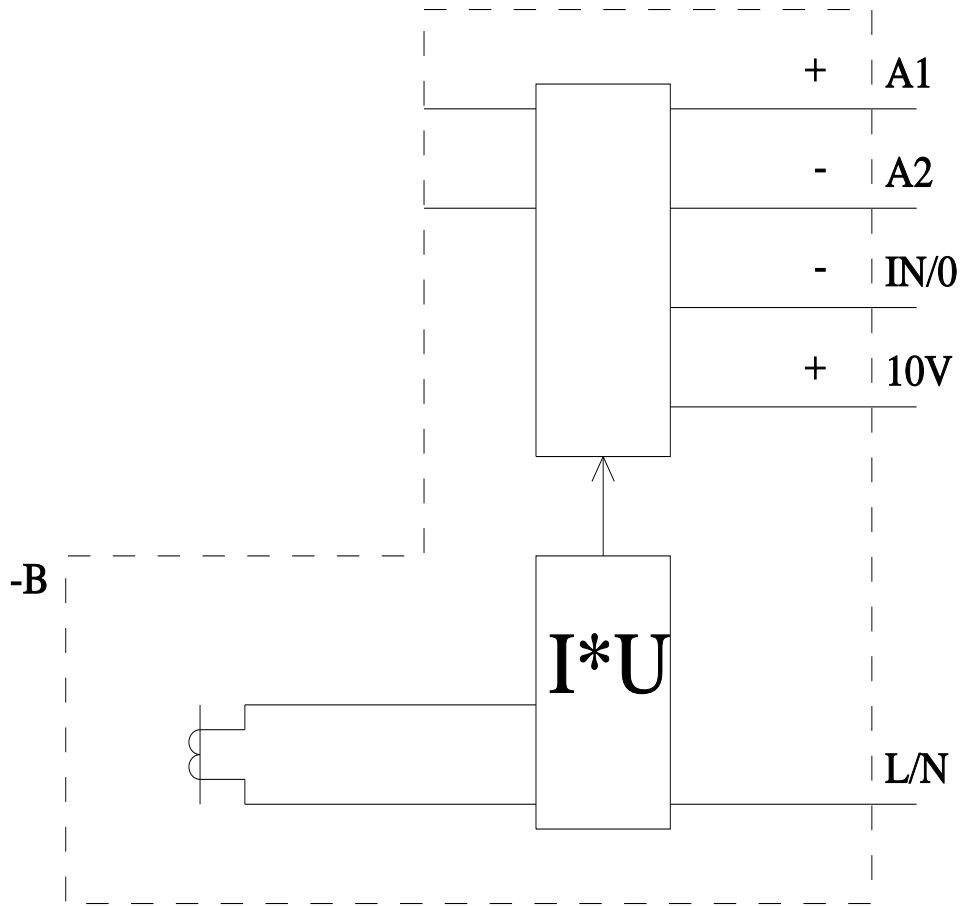 + A1
- A2
- IN/0
+ 10V
-B
I*U
L/N